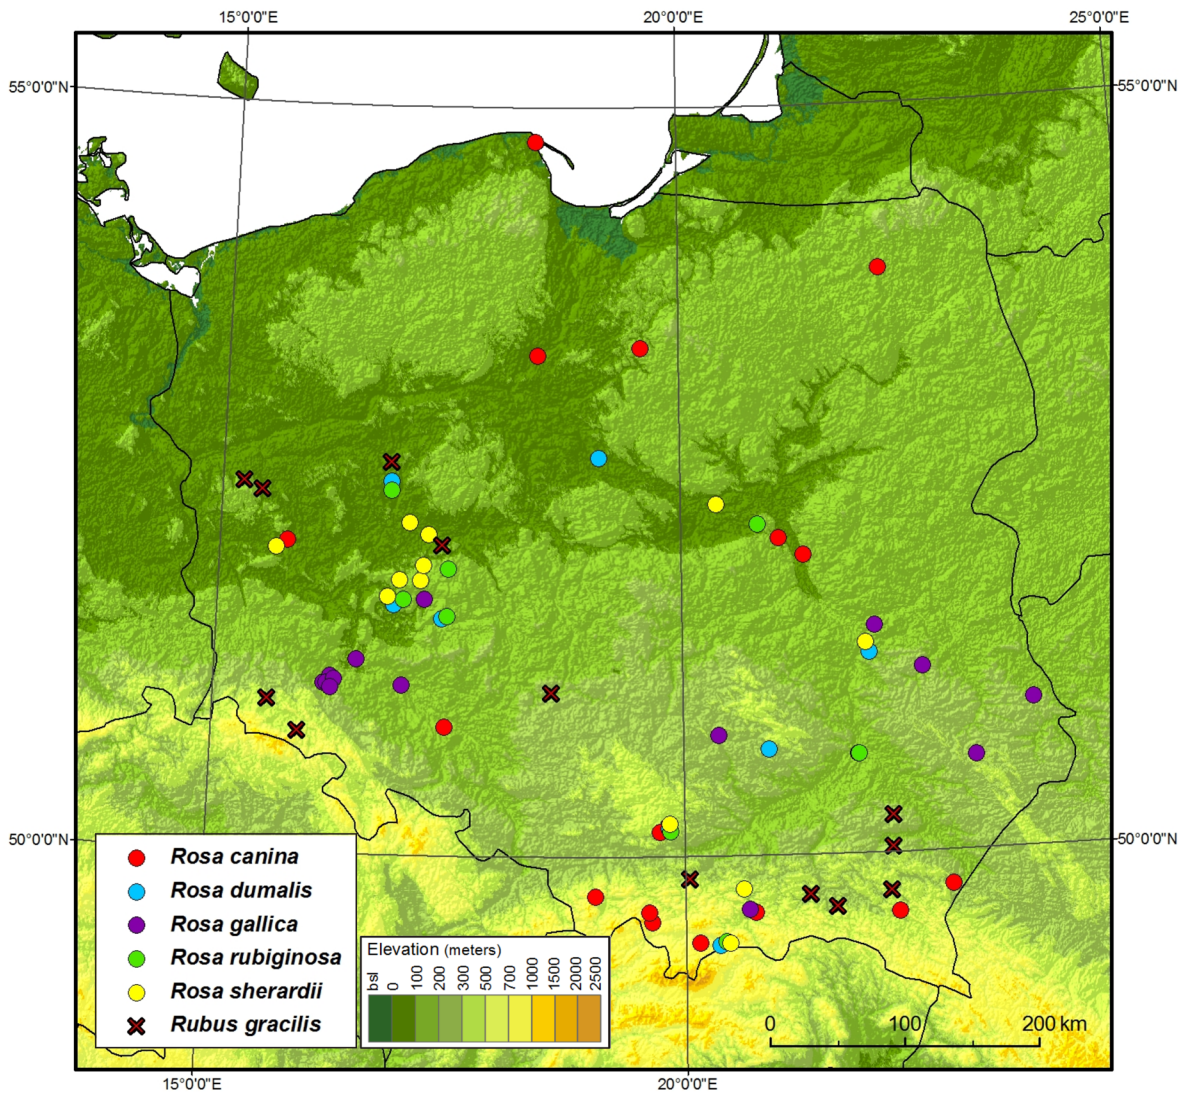 15°0'0"E 20°0'0"E 25°0'0"E
55°0'0"N 55°0'0"N
50°0'0"N 50°0'0"N
Rosa canina
Rosa dumalis
Rosa gallica
Rosa rubiginosa
Rosa sherardii
Rubus gracilis
Elevation (meters)
bsl 0 100 200 300 500 700 1000 1500 2000 2500
0 100 200 km
15°0'0"E 20°0'0"E